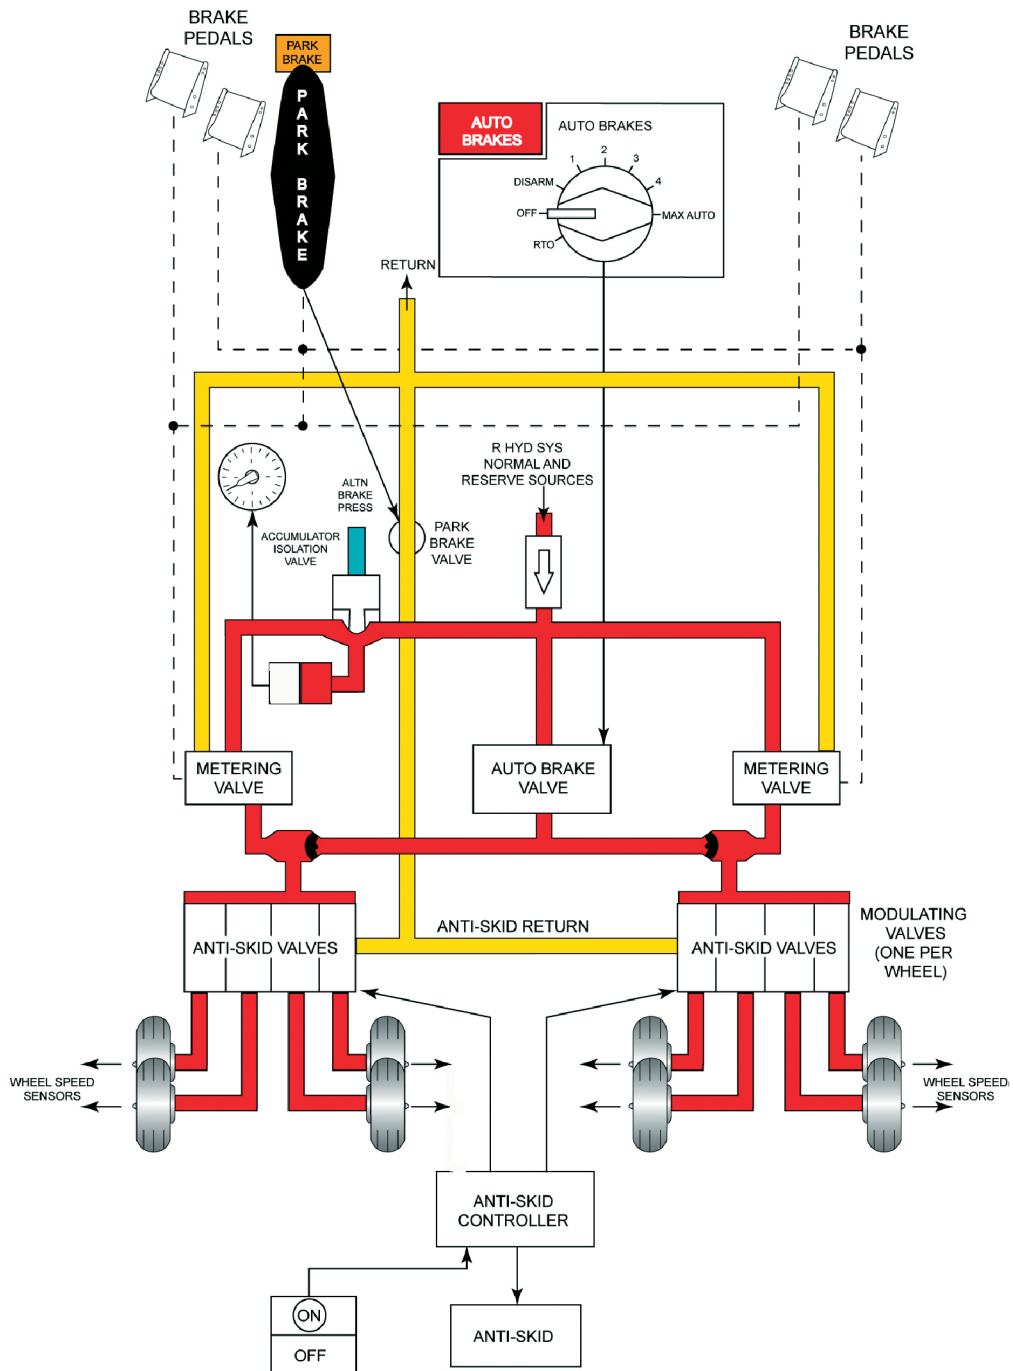 BRAKE
PEDALS
PARK
BRAKE
PARK BRAKE
BRAKE
PEDALS
AUTO
BRAKES
AUTO BRAKES
DISARM
1
2
3
4
OFF
MAX AUTO
RTO
RETURN
R HYD SYS
NORMAL AND
RESERVE SOURCES
ALTN
BRAKE
PRESS
ACCUMULATOR
ISOLATION
VALVE
PARK
BRAKE
VALVE
METERING
VALVE
AUTO BRAKE
VALVE
METERING
VALVE
ANTI-SKID VALVES
ANTI-SKID RETURN
ANTI-SKID VALVES
MODULATING
VALVES
(ONE PER
WHEEL)
WHEEL SPEED
SENSORS
WHEEL SPEED
SENSORS
ANTI-SKID
CONTROLLER
ON
OFF
ANTI-SKID